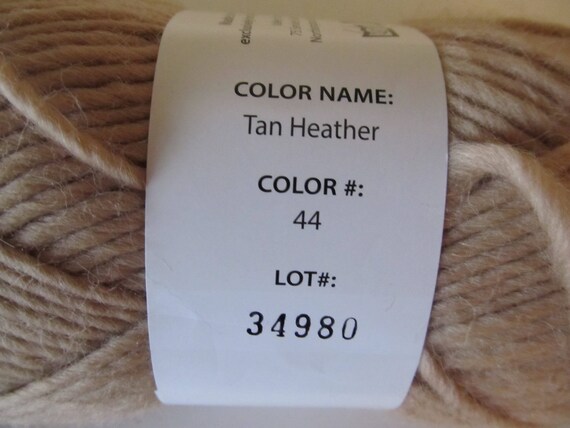 COLOR NAME:
Tan Heather
COLOR #:
44
LOT#:
34980